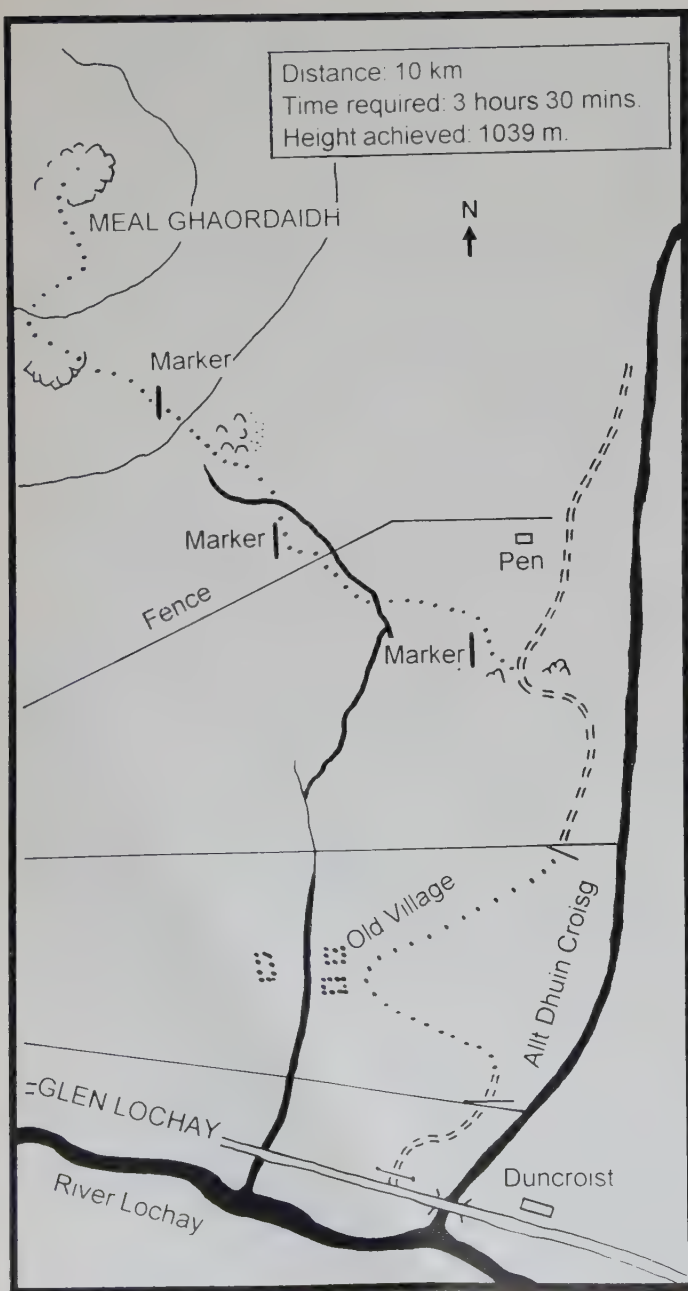 Distance: 10 km
Time required: 3 hours 30 mins.
Height achieved: 1039 m.
N
MEAL GHAORDAIDH
Marker
Marker
Pen
Fence
Marker
Old Village
Allt Dhuin Croisg
GLEN LOCHAY
Duncroist
River Lochay